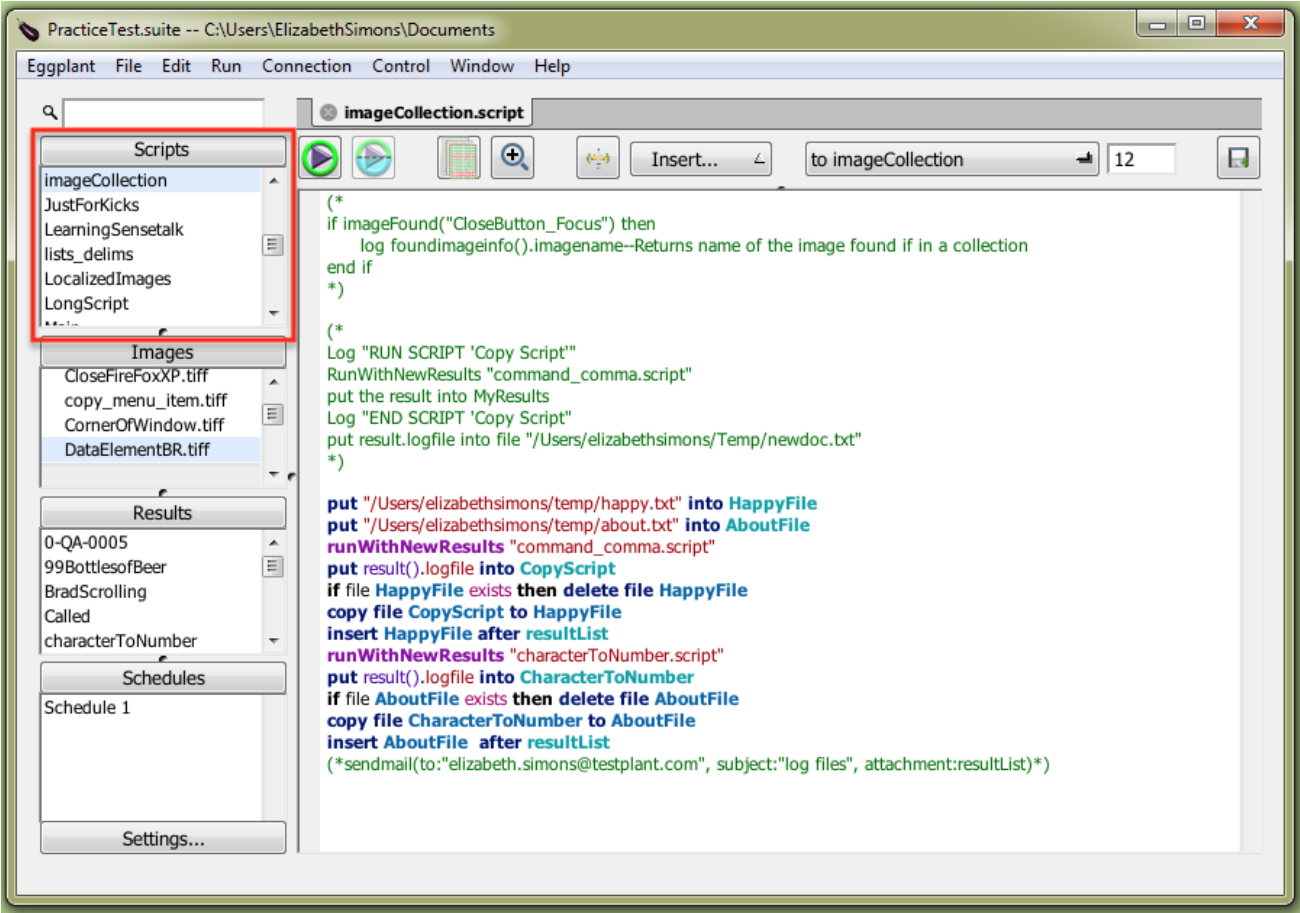 PracticeTest.suite -- C:\Users\ElizabethSimons\Documents
Eggplant File Edit Run Connection Control Window Help
imageCollection.script
Scripts
Insert... to imageCollection 12
imageCollection
JustForKicks
LearningSensetalk
lists_delims
LocalizedImages
LongScript
Main
Images
CloseFireFoxXP.tiff
copy_menu_item.tiff
CornerOfWindow.tiff
DataElementBR.tiff
Results
0-QA-0005
99BottlesofBeer
BradScrolling
Called
characterToNumber
Schedules
Schedule 1
Settings...
(*
if imageFound("CloseButton_Focus") then
log foundimageinfo().imagename--Returns name of the image found if in a collection
end if
*)
(*
Log "RUN SCRIPT 'Copy Script'"
RunWithNewResults "command_comma.script"
put the result into MyResults
Log "END SCRIPT 'Copy Script"
put result.logfile into file "/Users/elizabethsimons/Temp/newdoc.txt"
*)
put "/Users/elizabethsimons/temp/happy.txt" into HappyFile
put "/Users/elizabethsimons/temp/about.txt" into AboutFile
runWithNewResults "command_comma.script"
put result().logfile into CopyScript
if file HappyFile exists then delete file HappyFile
copy file CopyScript to HappyFile
insert HappyFile after resultList
runWithNewResults "characterToNumber.script"
put result().logfile into CharacterToNumber
if file AboutFile exists then delete file AboutFile
copy file CharacterToNumber to AboutFile
insert AboutFile after resultList
(*sendmail(to:"elizabeth.simons@testplant.com", subject:"log files", attachment:resultList)*)